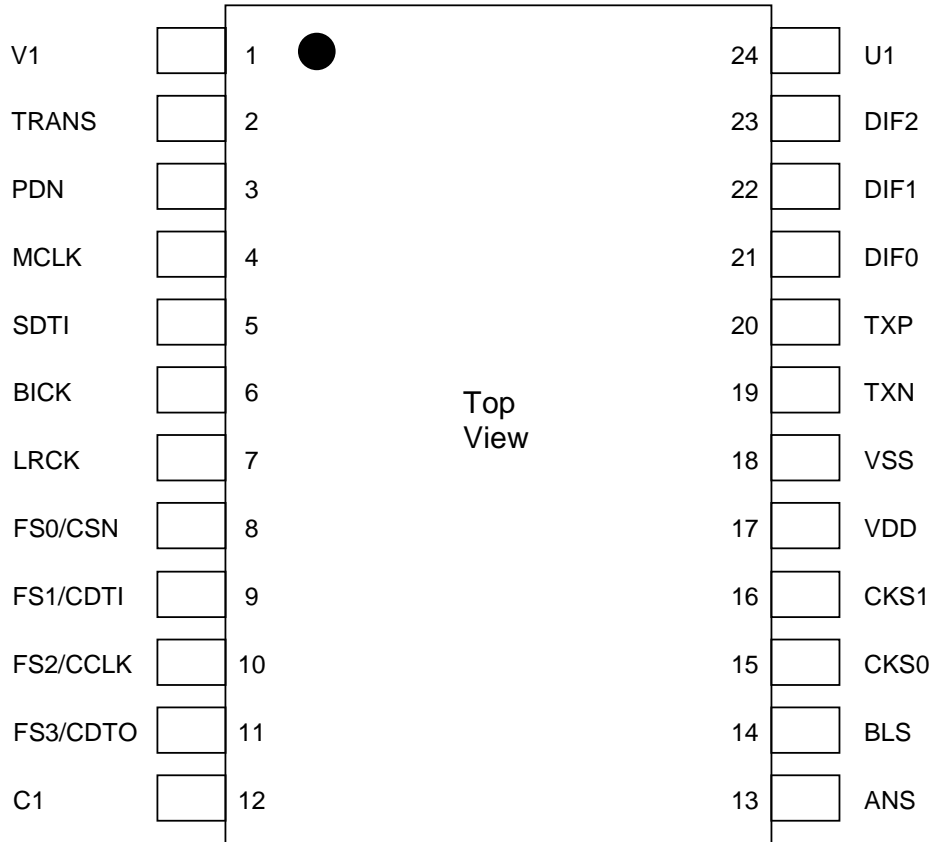 V1 1 24 U1
TRANS 2 23 DIF2
PDN 3 22 DIF1
MCLK 4 21 DIF0
SDTI 5 20 TXP
BICK 6 19 TXN
Top
View
LRCK 7 18 VSS
FS0/CSN 8 17 VDD
FS1/CDTI 9 16 CKS1
FS2/CCLK 10 15 CKS0
FS3/CDTO 11 14 BLS
C1 12 13 ANS